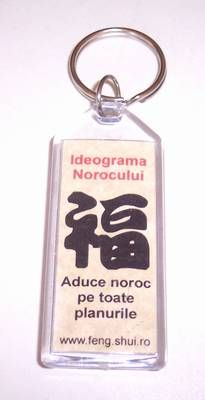 Ideograma
Norocului
福
Aduce noroc
pe toate
planurile
www.feng.shui.ro